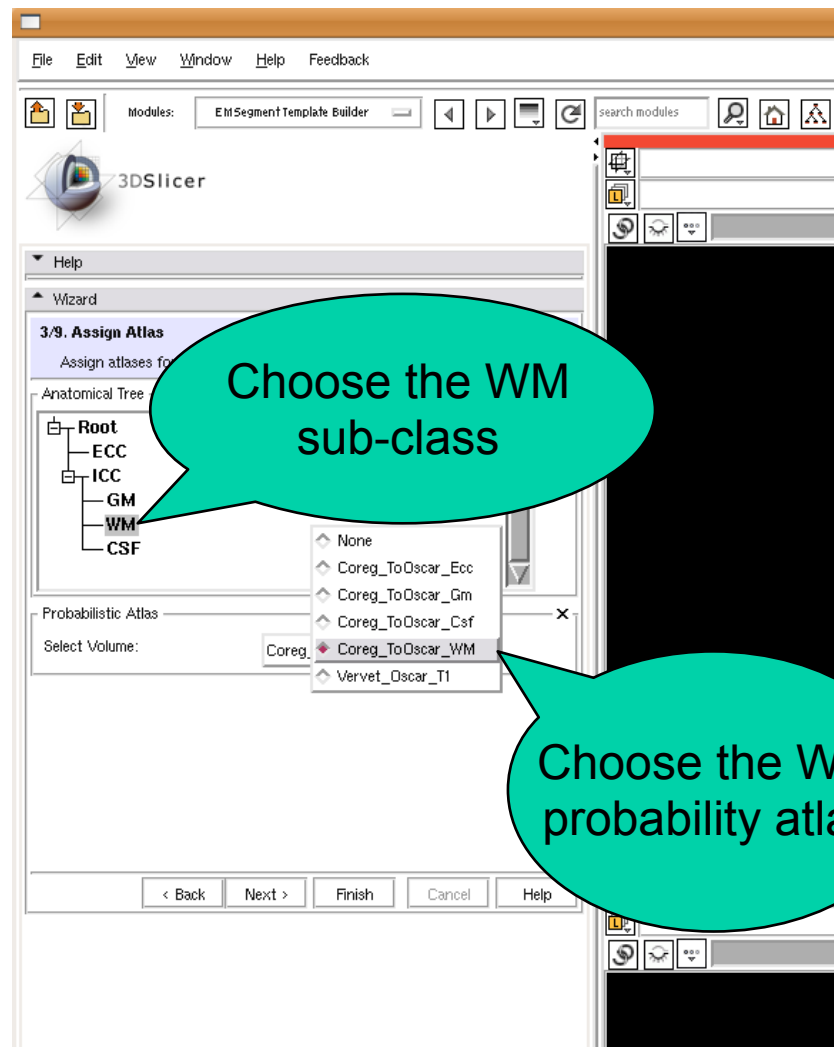 File Edit View Window Help Feedback
Modules: EMSegment Template Builder search modules
3DSlicer
Help
Wizard
3/9. Assign Atlas
Assign atlases fo
Anatomical Tree
Root
ECC
ICC
GM
WM
CSF
Choose the WM
sub-class
None
Coreg_ToOscar_Ecc
Coreg_ToOscar_Gm
Coreg_ToOscar_Csf
Coreg_ToOscar_WM
Vervet_Oscar_T1
Probabilistic Atlas
Select Volume: Coreg_
Choose the
probability
< Back Next > Finish Cancel Help